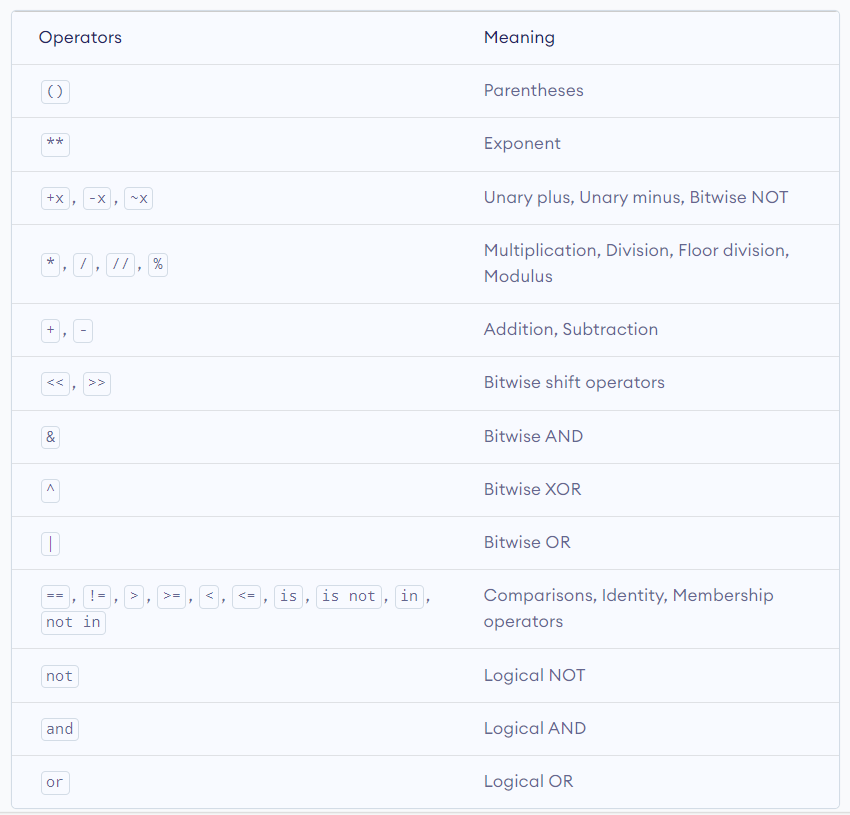 Operators Meaning
() Parentheses
** Exponent
+x, -x, ~x Unary plus, Unary minus, Bitwise NOT
*, /, //, % Multiplication, Division, Floor division,
Modulus
+, - Addition, Subtraction
<<, >> Bitwise shift operators
& Bitwise AND
^ Bitwise XOR
| Bitwise OR
==, !=, >, >=, <, <=, is, is not, in, Comparisons, Identity, Membership
not in operators
not Logical NOT
and Logical AND
or Logical OR